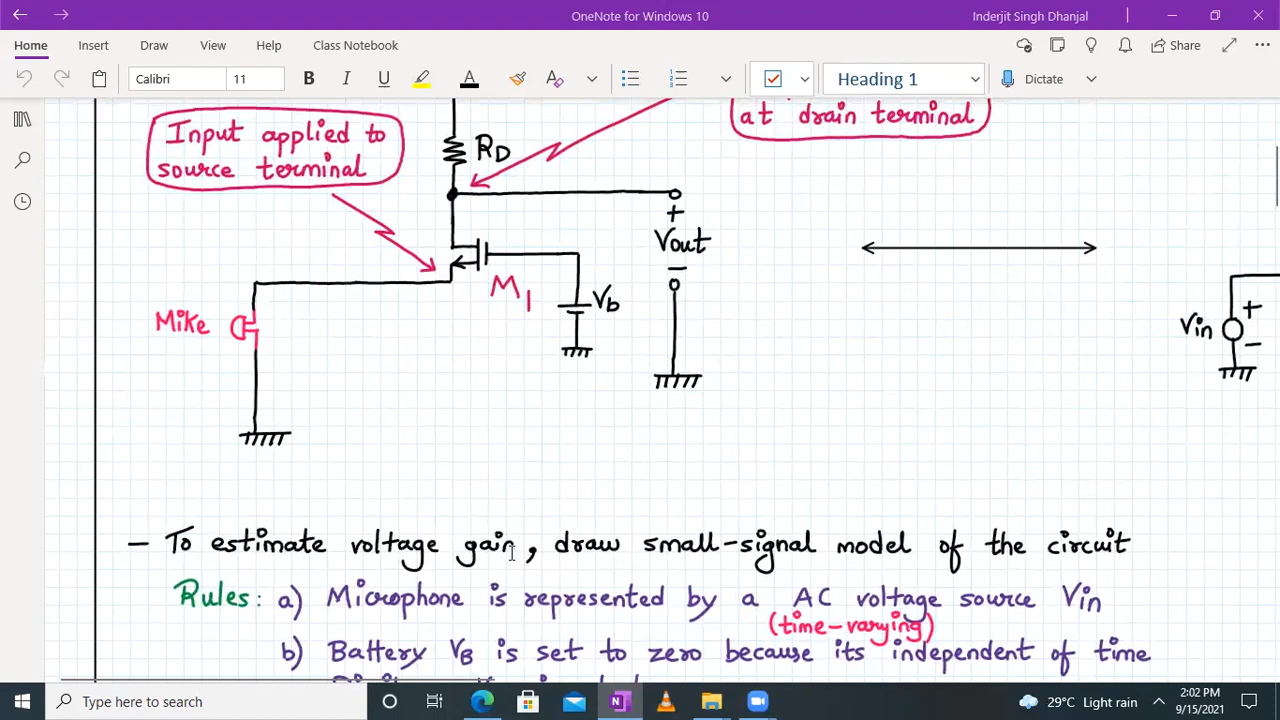 OneNote for Windows 10
Inderjit Singh Dhanjal
Home Insert Draw View Help Class Notebook
Share
Calibri 11 B I U A Heading 1 Dictate
Input applied to
source terminal
at drain terminal
RD
+
Vout
−
M1
Vb
Mike
Vin
+
−
− To estimate voltage gain, draw small-signal model of the circuit
Rules: a) Microphone is represented by a AC voltage source Vin
(time-varying)
b) Battery VB is set to zero because its independent of time
Type here to search
29°C Light rain
2:02 PM
9/15/2021